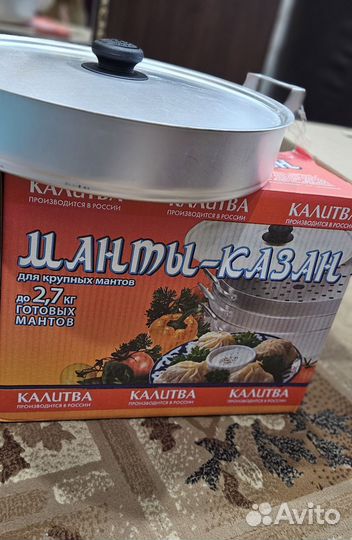 КАЛИТВА
ПРОИЗВОДИТСЯ В РОССИИ
КАЛИТВА
ПРОИЗВОДИТСЯ В РОССИИ
КАЛИТВА
ПРОИЗВОДИТСЯ В РОССИИ
МАНТЫ-КАЗАН
для крупных мантов
до 2,7 кг
ГОТОВЫХ
МАНТОВ
КАЛИТВА
ПРОИЗВОДИТСЯ В РОССИИ
КАЛИТВА
ПРОИЗВОДИТСЯ В РОССИИ
КАЛИТВА
ПРОИЗВОДИТСЯ В РОССИИ
Avito